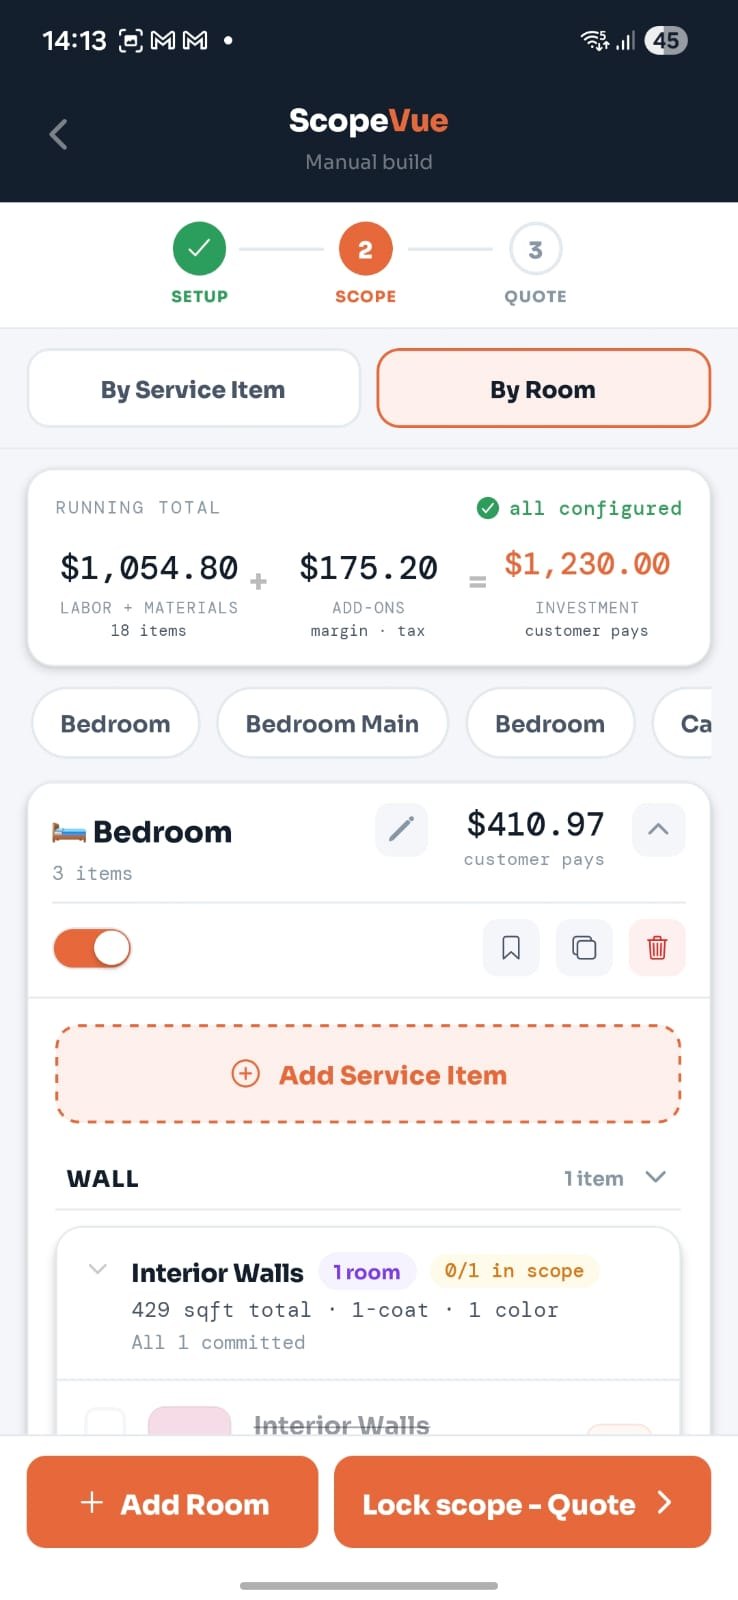 14:13
5
45
ScopeVue
Manual build
2
3
SETUP
SCOPE
QUOTE
By Service Item
By Room
RUNNING TOTAL
all configured
$1,054.80
+
$175.20
=
$1,230.00
LABOR + MATERIALS
ADD-ONS
INVESTMENT
18 items
margin · tax
customer pays
Bedroom
Bedroom Main
Bedroom
Ca
Bedroom
$410.97
3 items
customer pays
Add Service Item
WALL
1 item
Interior Walls
1 room
0/1 in scope
429 sqft total · 1-coat · 1 color
All 1 committed
Interior Walls
+ Add Room
Lock scope - Quote